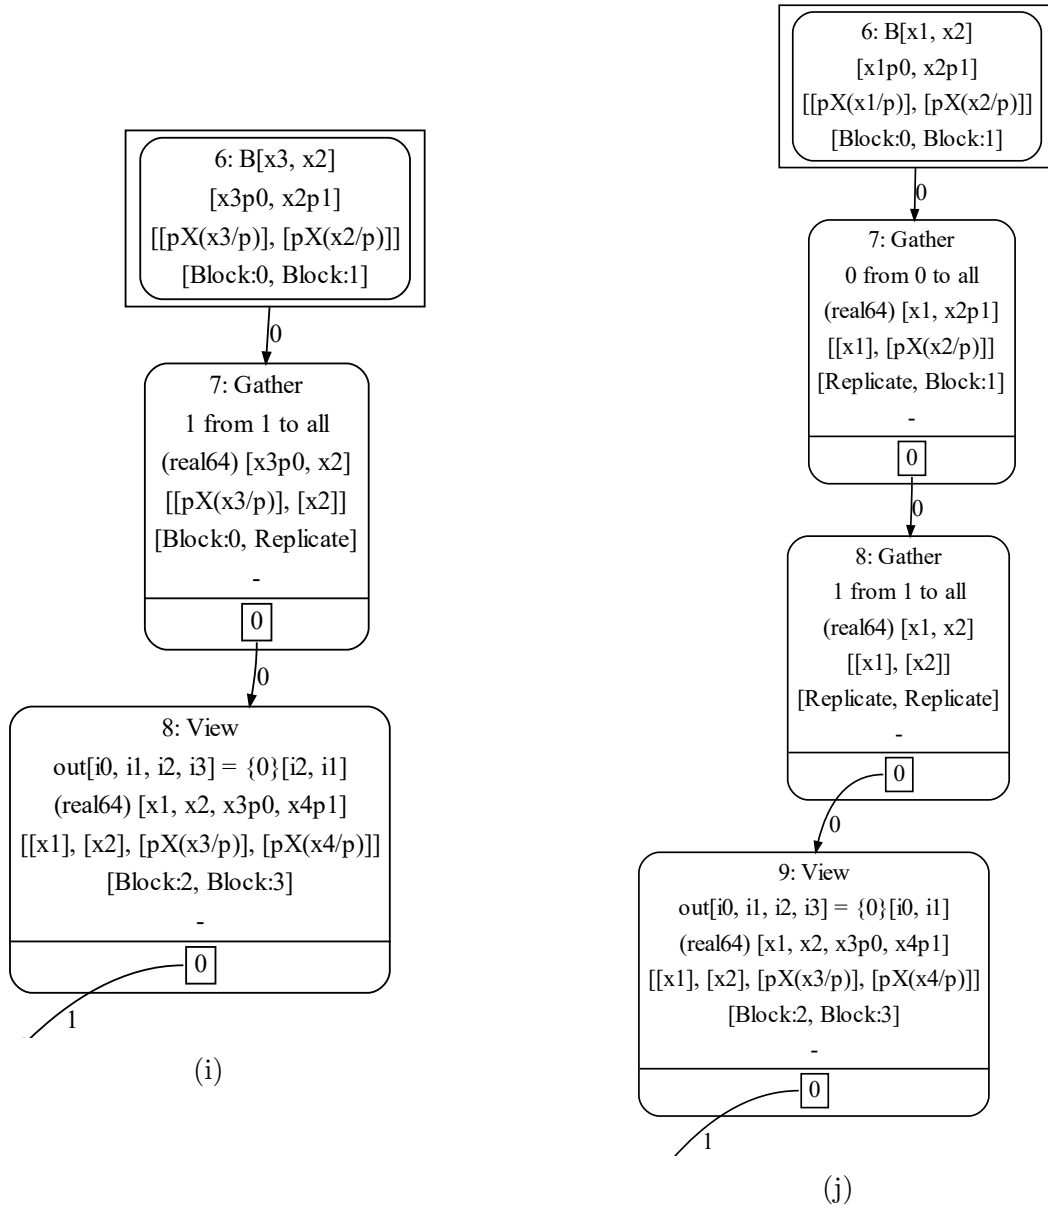 6: B[x3, x2]
[x3p0, x2p1]
[[pX(x3/p)], [pX(x2/p)]]
[Block:0, Block:1]
0
7: Gather
1 from 1 to all
(real64) [x3p0, x2]
[[pX(x3/p)], [x2]]
[Block:0, Replicate]
-
0
0
8: View
out[i0, i1, i2, i3] = {0}[i2, i1]
(real64) [x1, x2, x3p0, x4p1]
[[x1], [x2], [pX(x3/p)], [pX(x4/p)]]
[Block:2, Block:3]
-
0
1
(i)
6: B[x1, x2]
[x1p0, x2p1]
[[pX(x1/p)], [pX(x2/p)]]
[Block:0, Block:1]
0
7: Gather
0 from 0 to all
(real64) [x1, x2p1]
[[x1], [pX(x2/p)]]
[Replicate, Block:1]
-
0
0
8: Gather
1 from 1 to all
(real64) [x1, x2]
[[x1], [x2]]
[Replicate, Replicate]
-
0
0
9: View
out[i0, i1, i2, i3] = {0}[i0, i1]
(real64) [x1, x2, x3p0, x4p1]
[[x1], [x2], [pX(x3/p)], [pX(x4/p)]]
[Block:2, Block:3]
-
0
1
(j)